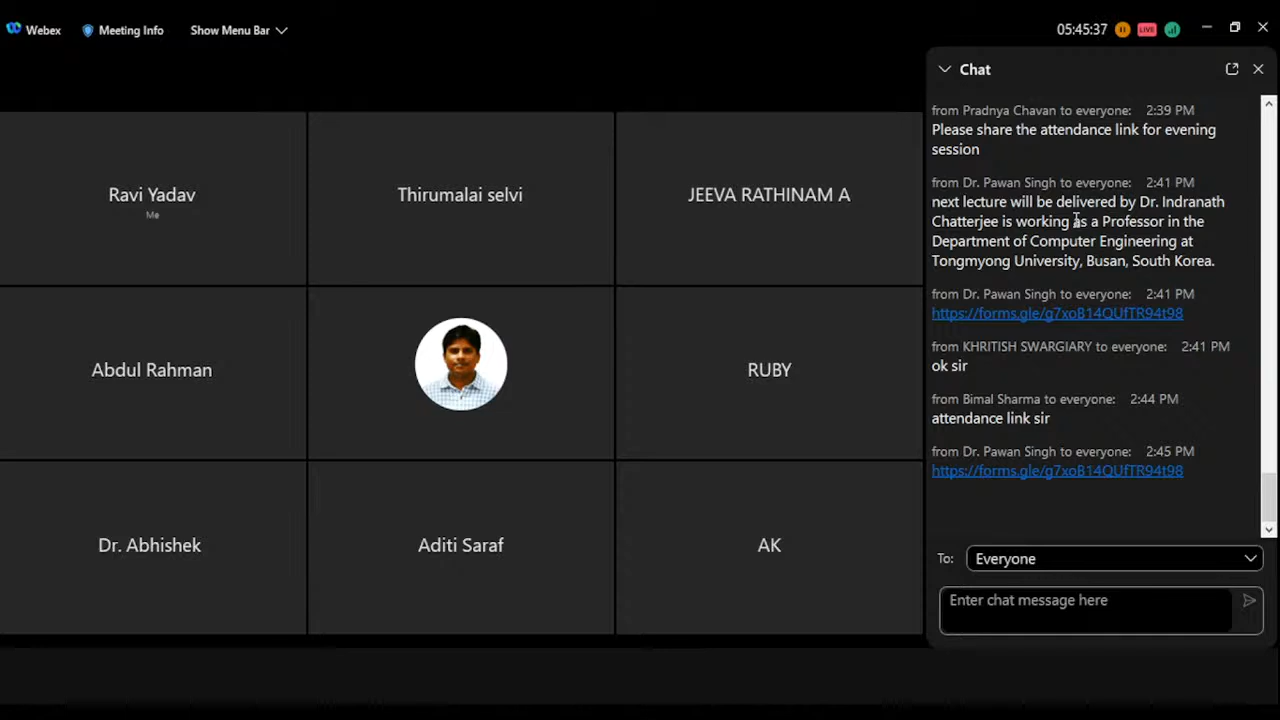 Webex
Meeting Info
Show Menu Bar
05:45:37
LIVE
Ravi Yadav
Me
Thirumalai selvi
JEEVA RATHINAM A
Abdul Rahman
RUBY
Dr. Abhishek
Aditi Saraf
AK
Chat
from Pradnya Chavan to everyone: 2:39 PM
Please share the attendance link for evening
session
from Dr. Pawan Singh to everyone: 2:41 PM
next lecture will be delivered by Dr. Indranath
Chatterjee is working as a Professor in the
Department of Computer Engineering at
Tongmyong University, Busan, South Korea.
from Dr. Pawan Singh to everyone: 2:41 PM
https://forms.gle/g7xoB14QUfTR94t98
from KHRITISH SWARGIARY to everyone: 2:41 PM
ok sir
from Bimal Sharma to everyone: 2:44 PM
attendance link sir
from Dr. Pawan Singh to everyone: 2:45 PM
https://forms.gle/g7xoB14QUfTR94t98
To: Everyone
Enter chat message here